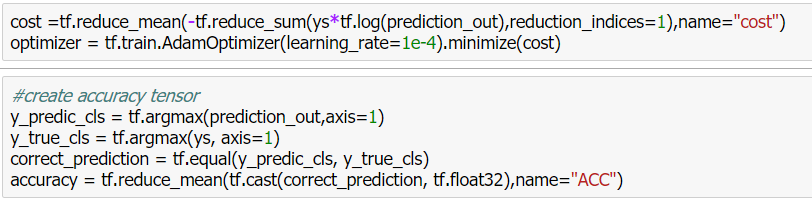 cost =tf.reduce_mean(-tf.reduce_sum(ys*tf.log(prediction_out),reduction_indices=1),name="cost")
optimizer = tf.train.AdamOptimizer(learning_rate=1e-4).minimize(cost)
#create accuracy tensor
y_predic_cls = tf.argmax(prediction_out,axis=1)
y_true_cls = tf.argmax(ys, axis=1)
correct_prediction = tf.equal(y_predic_cls, y_true_cls)
accuracy = tf.reduce_mean(tf.cast(correct_prediction, tf.float32),name="ACC")